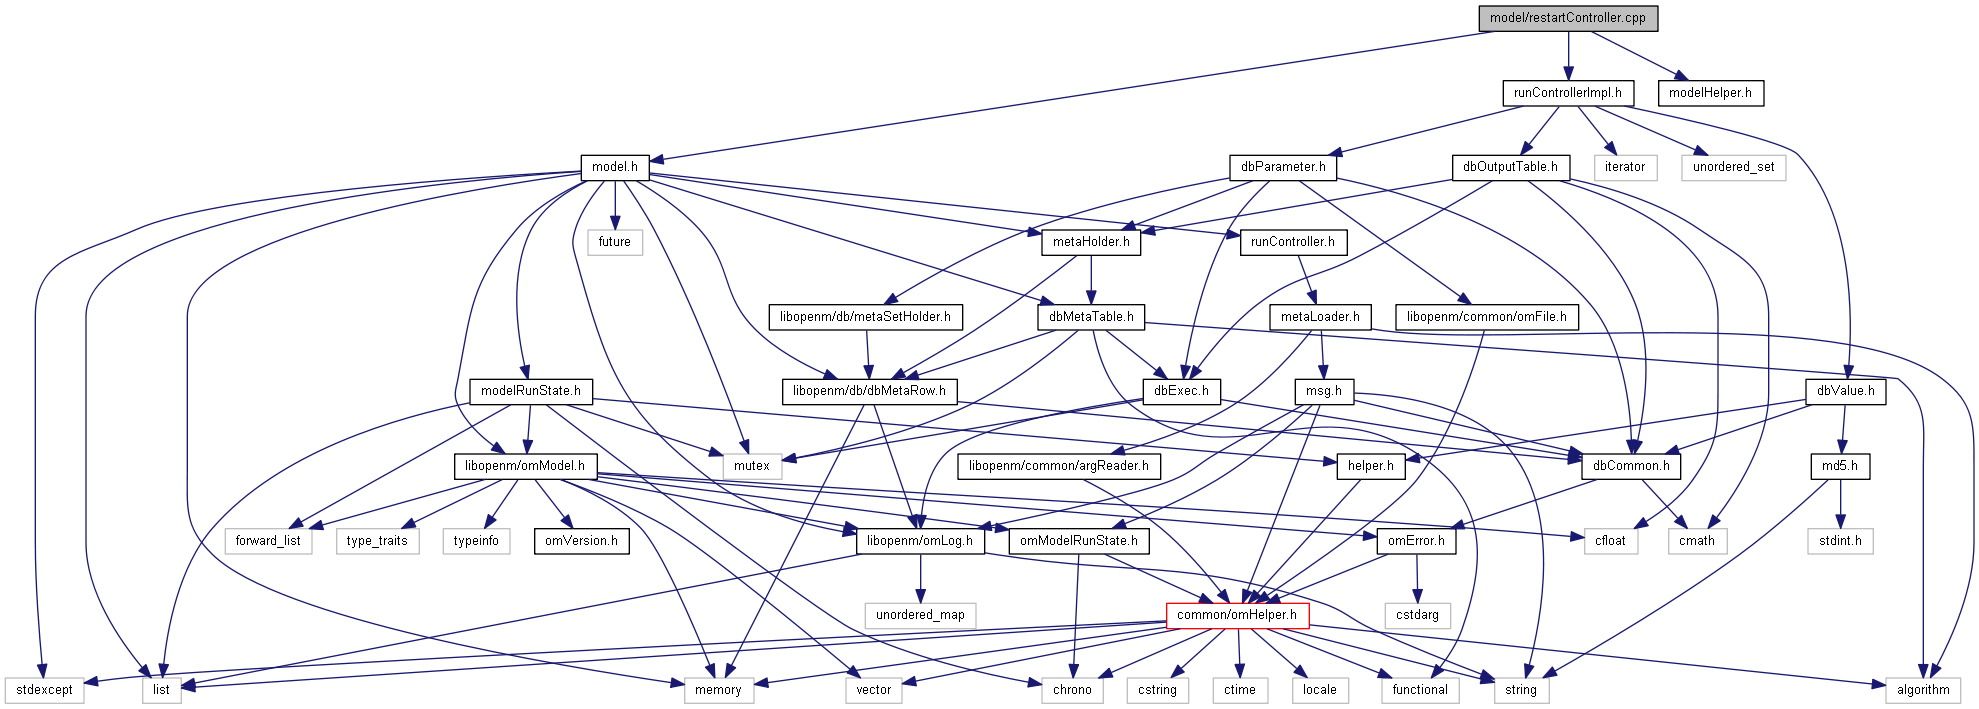 model/restartController.cpp
runControllerImpl.h
modelHelper.h
model.h
dbParameter.h
dbOutputTable.h
iterator
unordered_set
future
metaHolder.h
runController.h
libopenm/db/metaSetHolder.h
dbMetaTable.h
metaLoader.h
libopenm/common/omFile.h
modelRunState.h
libopenm/db/dbMetaRow.h
dbExec.h
msg.h
dbValue.h
libopenm/omModel.h
mutex
libopenm/common/argReader.h
helper.h
dbCommon.h
md5.h
forward_list
type_traits
typeinfo
omVersion.h
libopenm/omLog.h
omModelRunState.h
omError.h
cfloat
cmath
stdint.h
unordered_map
common/omHelper.h
cstdarg
stdexcept
list
memory
vector
chrono
cstring
ctime
locale
functional
string
algorithm